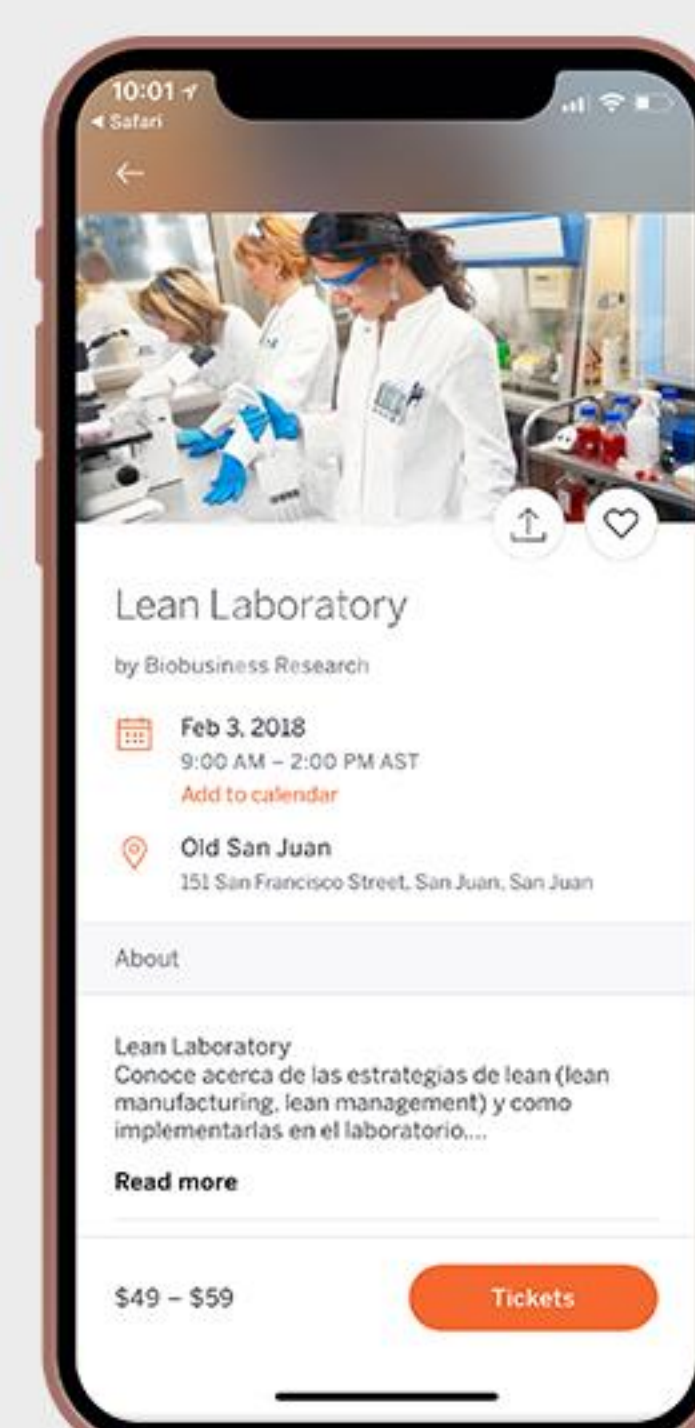 10:01
Safari
Lean Laboratory
by Biobusiness Research
Feb 3, 2018
9:00 AM – 2:00 PM AST
Add to calendar
Old San Juan
151 San Francisco Street, San Juan, San Juan
About
Lean Laboratory
Conoce acerca de las estrategias de lean (lean
manufacturing, lean management) y como
implementarlas en el laboratorio....
Read more
$49 – $59
Tickets